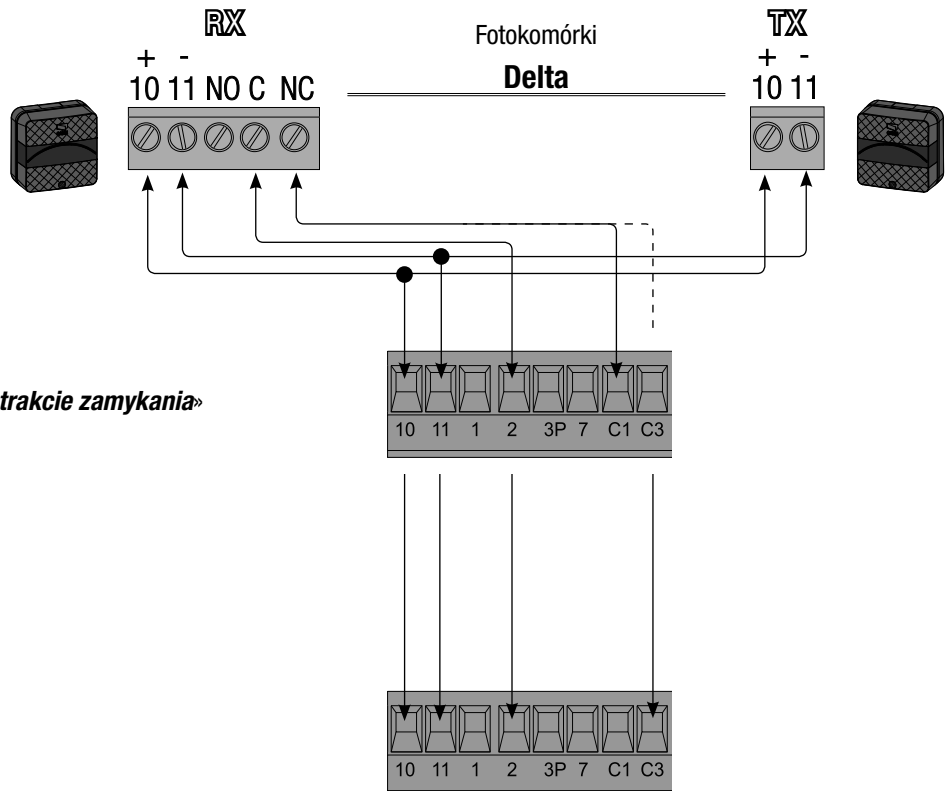 RX
Fotokomórki
TX
+ -
+ -
10 11 NO C NC
Delta
10 11
trakcie zamykania»
10 11 1 2 3P 7 C1 C3
10 11 1 2 3P 7 C1 C3